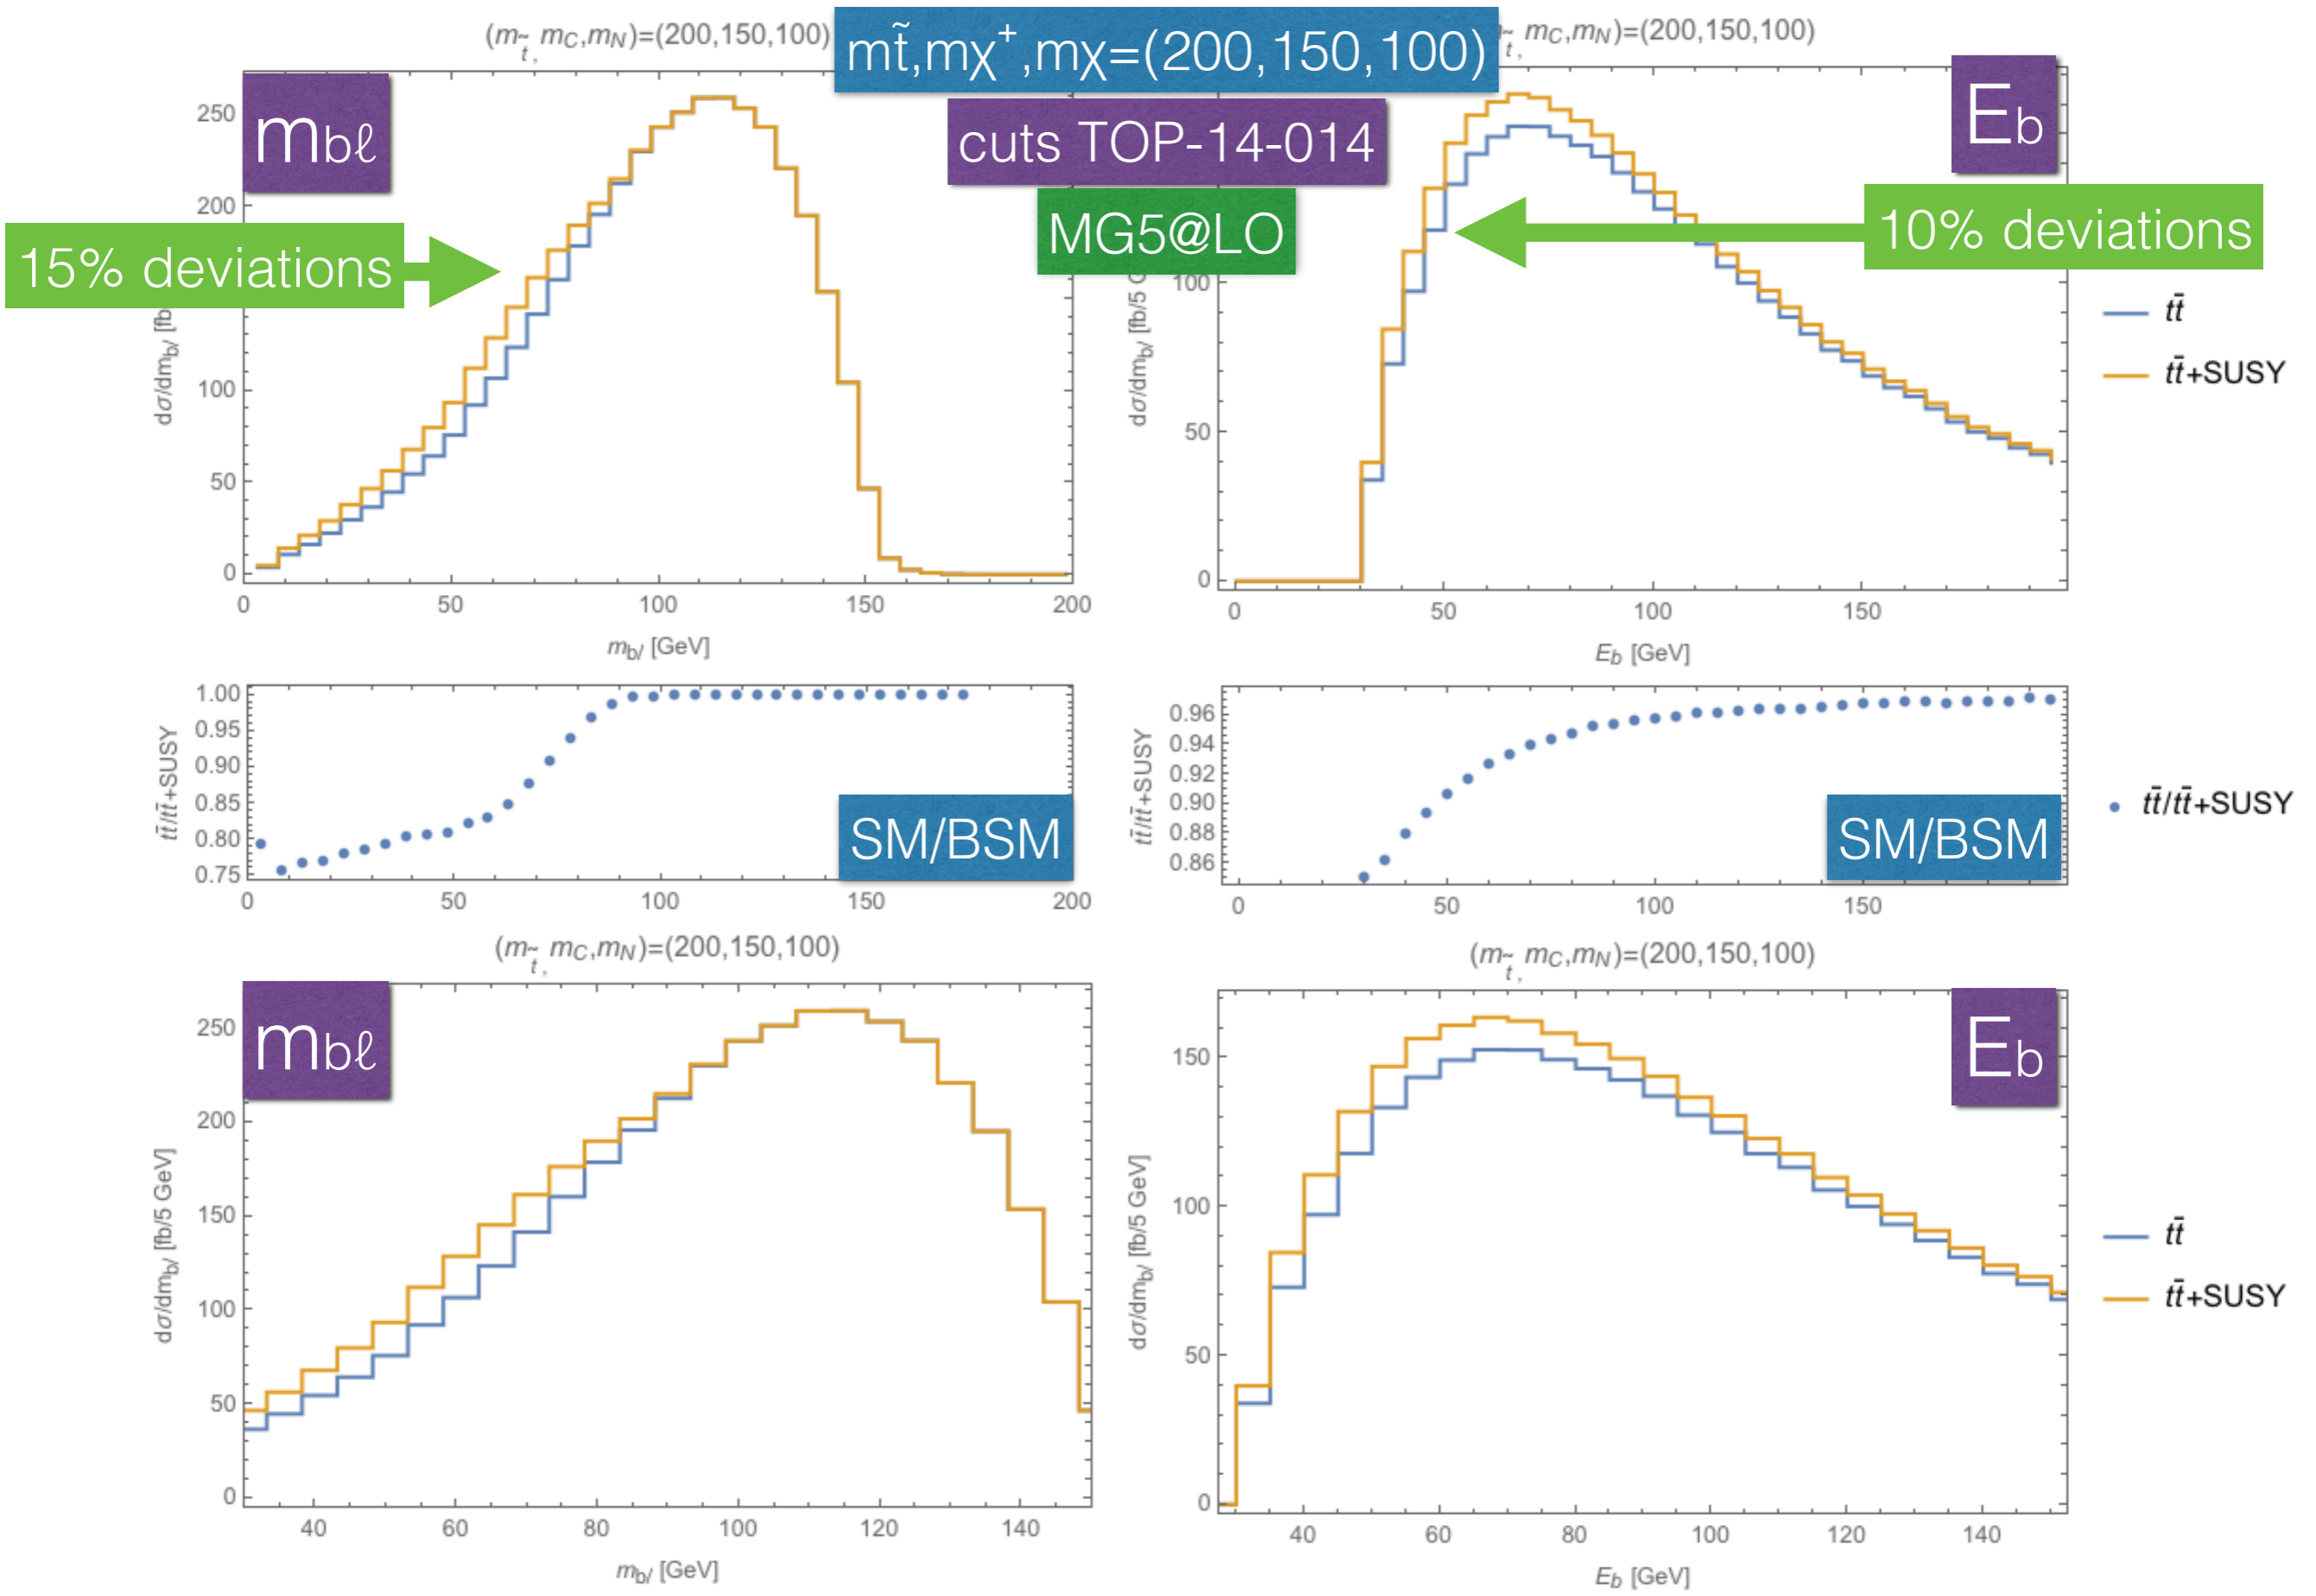 (m_t̃, m_C,m_N)=(200,150,100)
mt̃,mχ⁺,mχ=(200,150,100)
m_C,m_N)=(200,150,100)
m_bℓ
cuts TOP-14-014
E_b
MG5@LO
15% deviations
10% deviations
dσ/dm_bl [fb
250
200
100
50
0
0 50 100 150 200
m_bl [GeV]
dσ/dm_bl [fb/5 G
100
50
0
0 50 100 150
E_b [GeV]
tt̄
tt̄+SUSY
tt̄/tt̄+SUSY
1.00
0.95
0.90
0.85
0.80
0.75
SM/BSM
0 50 100 150 200
tt̄/tt̄+SUSY
0.96
0.94
0.92
0.90
0.88
0.86
SM/BSM
0 50 100 150
tt̄/tt̄+SUSY
(m_t̃, m_C,m_N)=(200,150,100)
m_bℓ
dσ/dm_bl [fb/5 GeV]
250
200
150
100
50
0
40 60 80 100 120 140
m_bl [GeV]
(m_t̃, m_C,m_N)=(200,150,100)
E_b
dσ/dm_bl [fb/5 GeV]
150
100
50
0
40 60 80 100 120 140
E_b [GeV]
tt̄
tt̄+SUSY